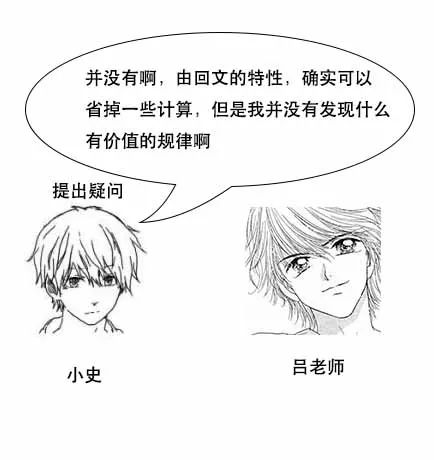 并没有啊，由回文的特性，确实可以
省掉一些计算，但是我并没有发现什么
有价值的规律啊
提出疑问
小史
吕老师